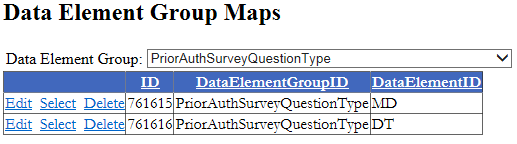 Data Element Group Maps
Data Element Group: PriorAuthSurveyQuestionType
ID DataElementGroupID DataElementID
Edit Select Delete 761615 PriorAuthSurveyQuestionType MD
Edit Select Delete 761616 PriorAuthSurveyQuestionType DT